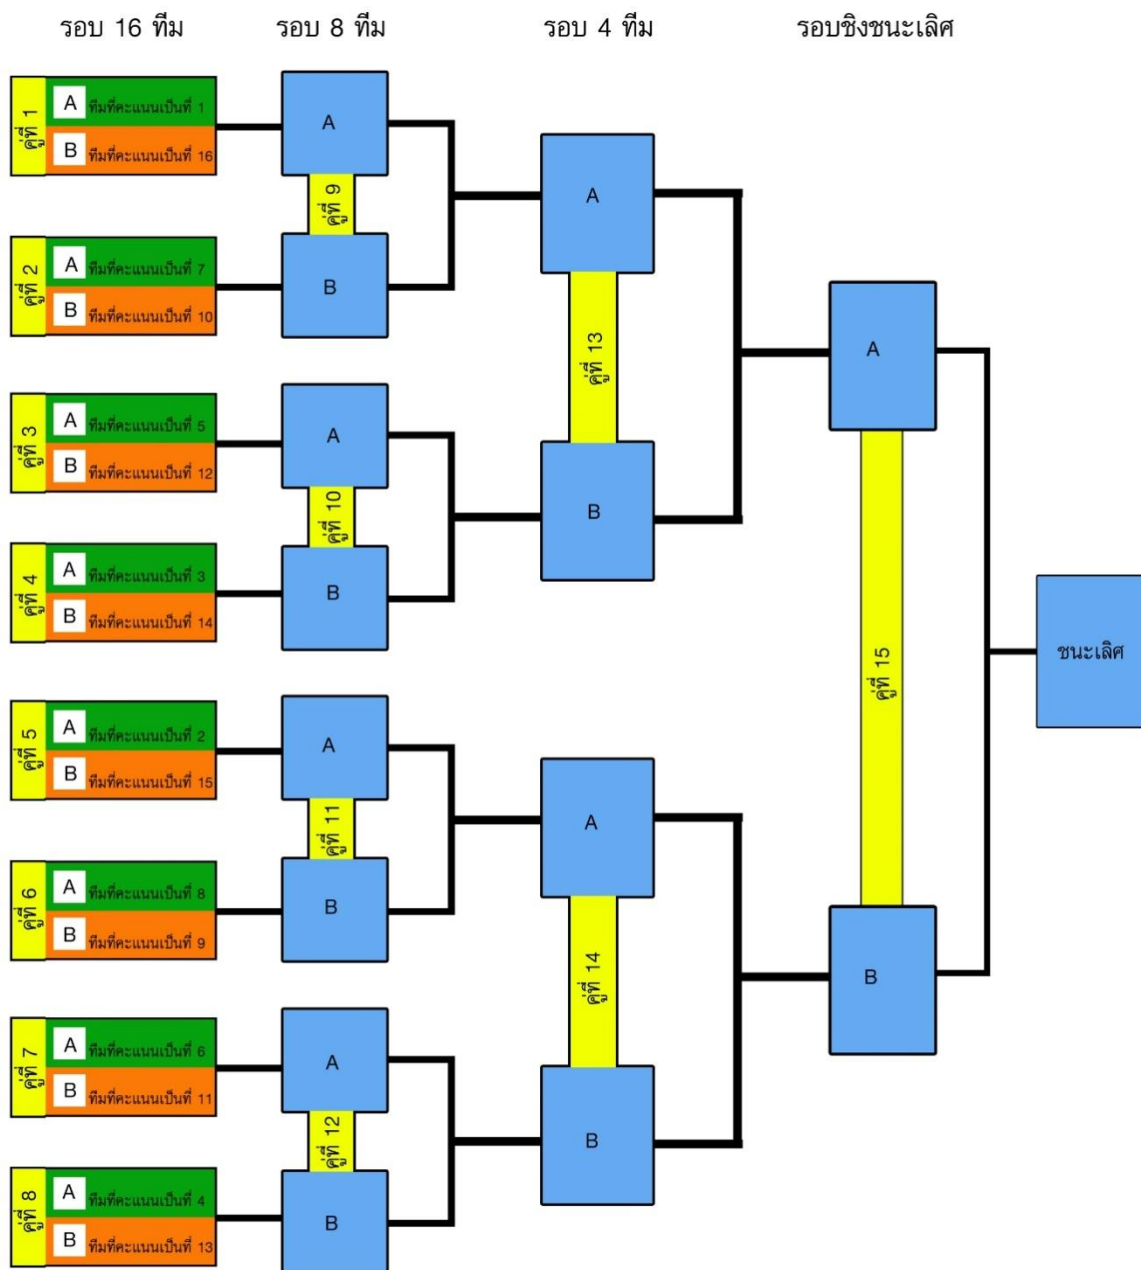 รอบ 16 ทีม
รอบ 8 ทีม
รอบ 4 ทีม
รอบชิงชนะเลิศ
คู่ที่ 1
A ทีมที่คะแนนเป็นที่ 1
B ทีมที่คะแนนเป็นที่ 16
คู่ที่ 2
A ทีมที่คะแนนเป็นที่ 7
B ทีมที่คะแนนเป็นที่ 10
คู่ที่ 3
A ทีมที่คะแนนเป็นที่ 5
B ทีมที่คะแนนเป็นที่ 12
คู่ที่ 4
A ทีมที่คะแนนเป็นที่ 3
B ทีมที่คะแนนเป็นที่ 14
คู่ที่ 5
A ทีมที่คะแนนเป็นที่ 2
B ทีมที่คะแนนเป็นที่ 15
คู่ที่ 6
A ทีมที่คะแนนเป็นที่ 8
B ทีมที่คะแนนเป็นที่ 9
คู่ที่ 7
A ทีมที่คะแนนเป็นที่ 6
B ทีมที่คะแนนเป็นที่ 11
คู่ที่ 8
A ทีมที่คะแนนเป็นที่ 4
B ทีมที่คะแนนเป็นที่ 13
A
คู่ที่ 9
B
A
คู่ที่ 10
B
A
คู่ที่ 11
B
A
คู่ที่ 12
B
A
คู่ที่ 13
B
A
คู่ที่ 14
B
A
คู่ที่ 15
B
ชนะเลิศ